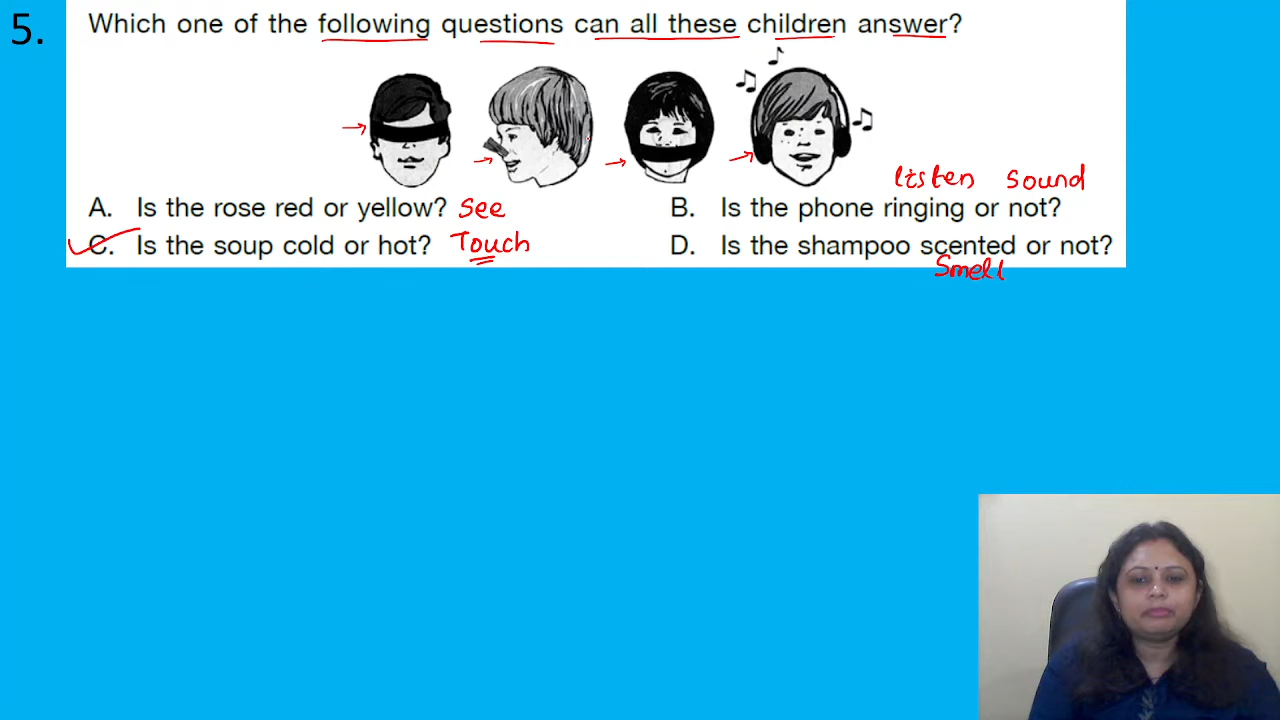 5.
Which one of the following questions can all these children answer?
Listen Sound
A. Is the rose red or yellow? See
B. Is the phone ringing or not?
C. Is the soup cold or hot? Touch
D. Is the shampoo scented or not?
Smell